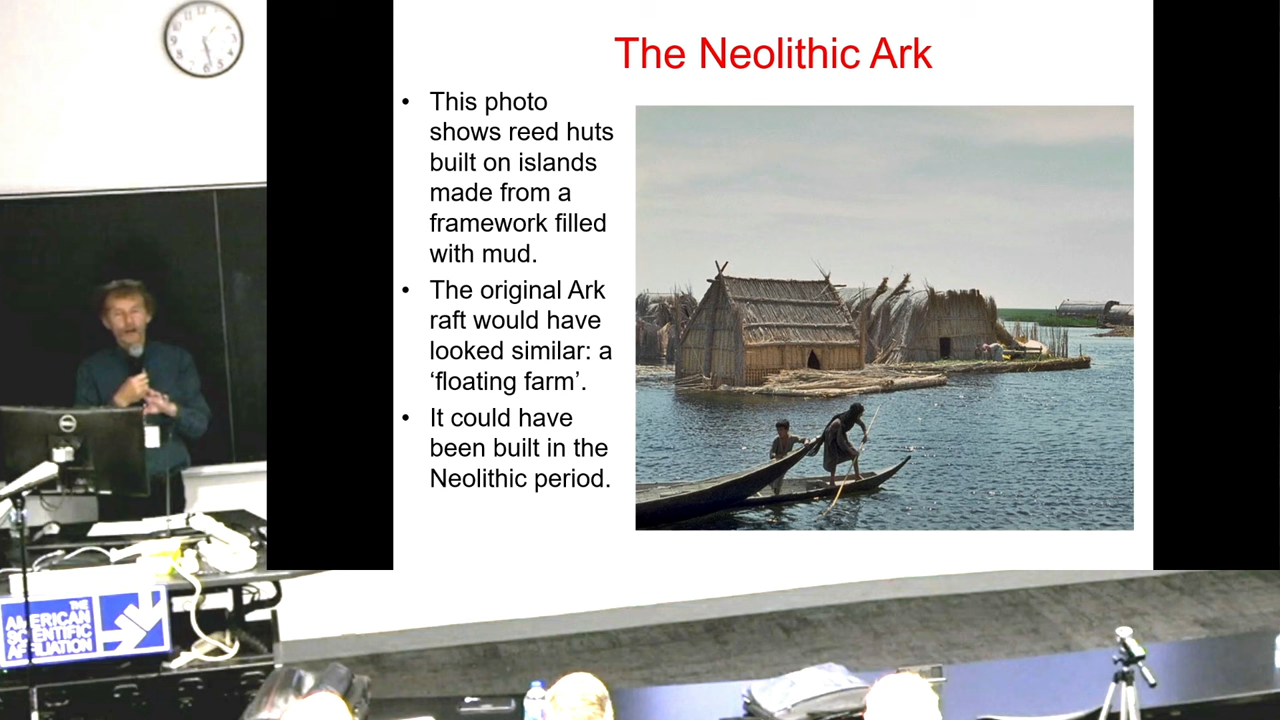 The Neolithic Ark
• This photo
shows reed huts
built on islands
made from a
framework filled
with mud.
• The original Ark
raft would have
looked similar: a
‘floating farm’.
• It could have
been built in the
Neolithic period.
THE
AMERICAN
SCIENTIFIC
AFFILIATION
DELL